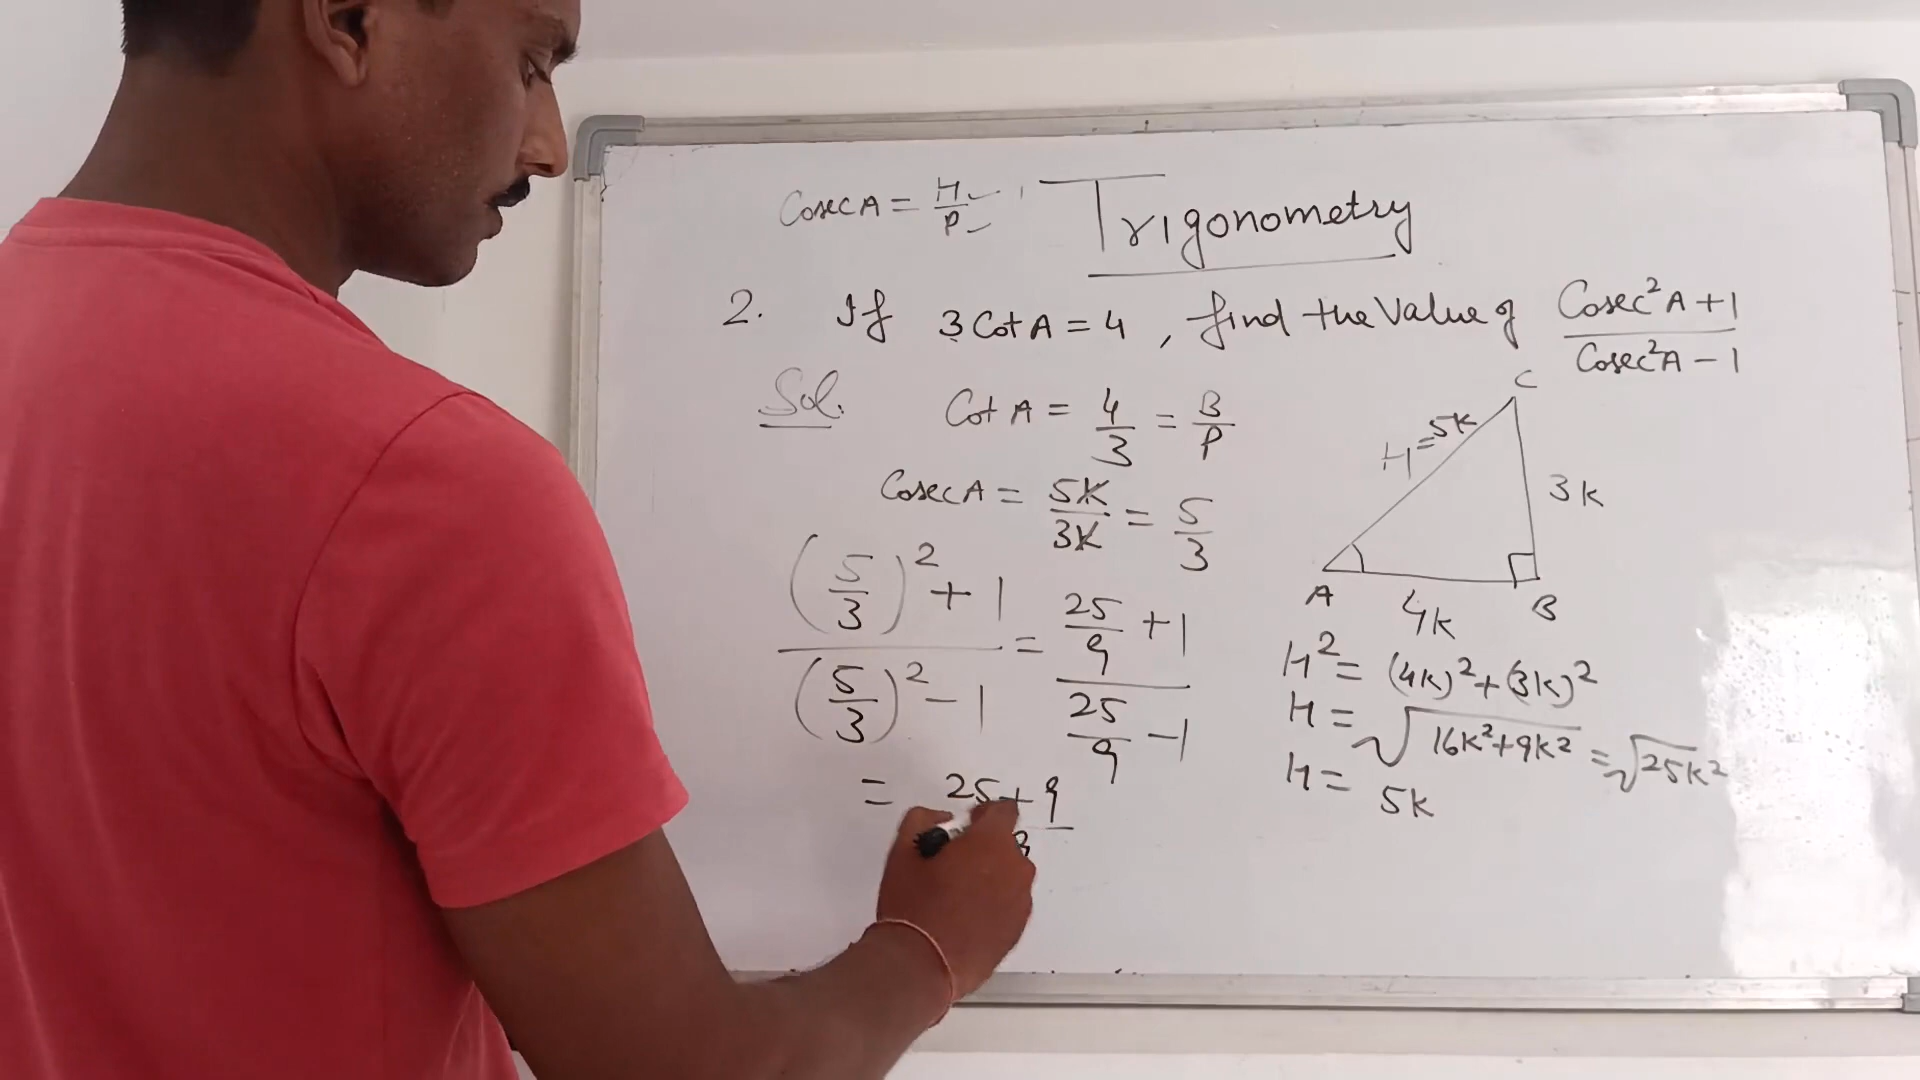 Cosec A = H/P
Trigonometry
2. If 3 Cot A = 4 , find the Value of (Cosec²A + 1)/(Cosec²A − 1)
Sol. Cot A = 4/3 = B/P
Cosec A = 5K/3K = 5/3
((5/3)² + 1)/((5/3)² − 1) = (25/9 + 1)/(25/9 − 1)
= 25 + 9
C
H = 5K
3K
A
4K
B
H² = (4K)² + (3K)²
H = √(16K² + 9K²) = √25K²
H = 5K